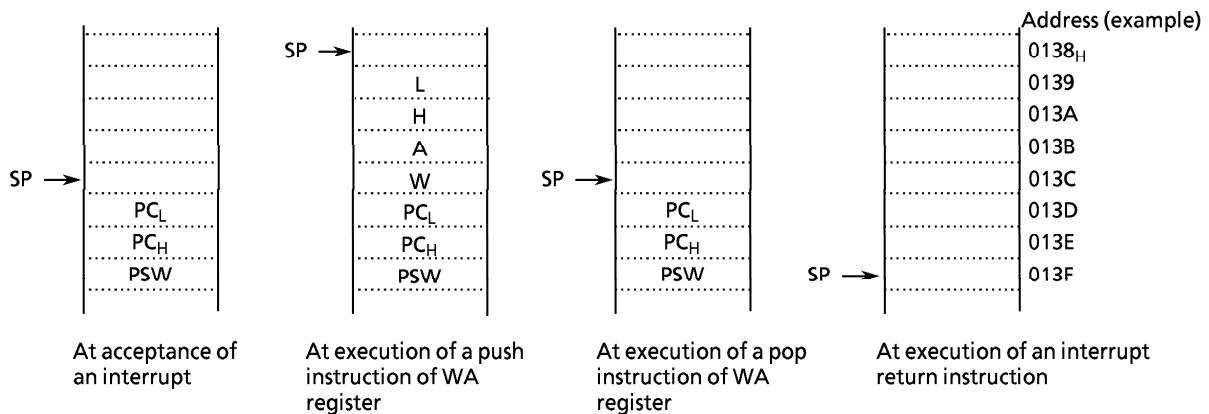 Address (example)
SP
0138H
L
0139
H
013A
A
013B
SP
W
SP
013C
PCL
PCL
PCL
013D
PCH
PCH
PCH
013E
PSW
PSW
PSW
SP
013F
At acceptance of
an interrupt
At execution of a push
instruction of WA
register
At execution of a pop
instruction of WA
register
At execution of an interrupt
return instruction